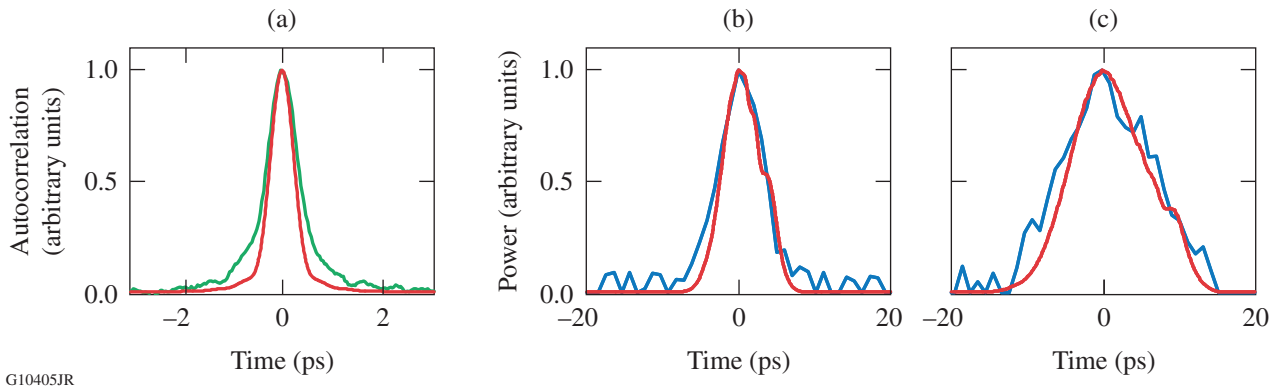 (a)
(b)
(c)
Autocorrelation
(arbitrary units)
1.0
0.5
0.0
−2
0
2
Time (ps)
Power (arbitrary units)
1.0
0.5
0.0
−20
0
20
Time (ps)
−20
0
20
Time (ps)
G10405JR